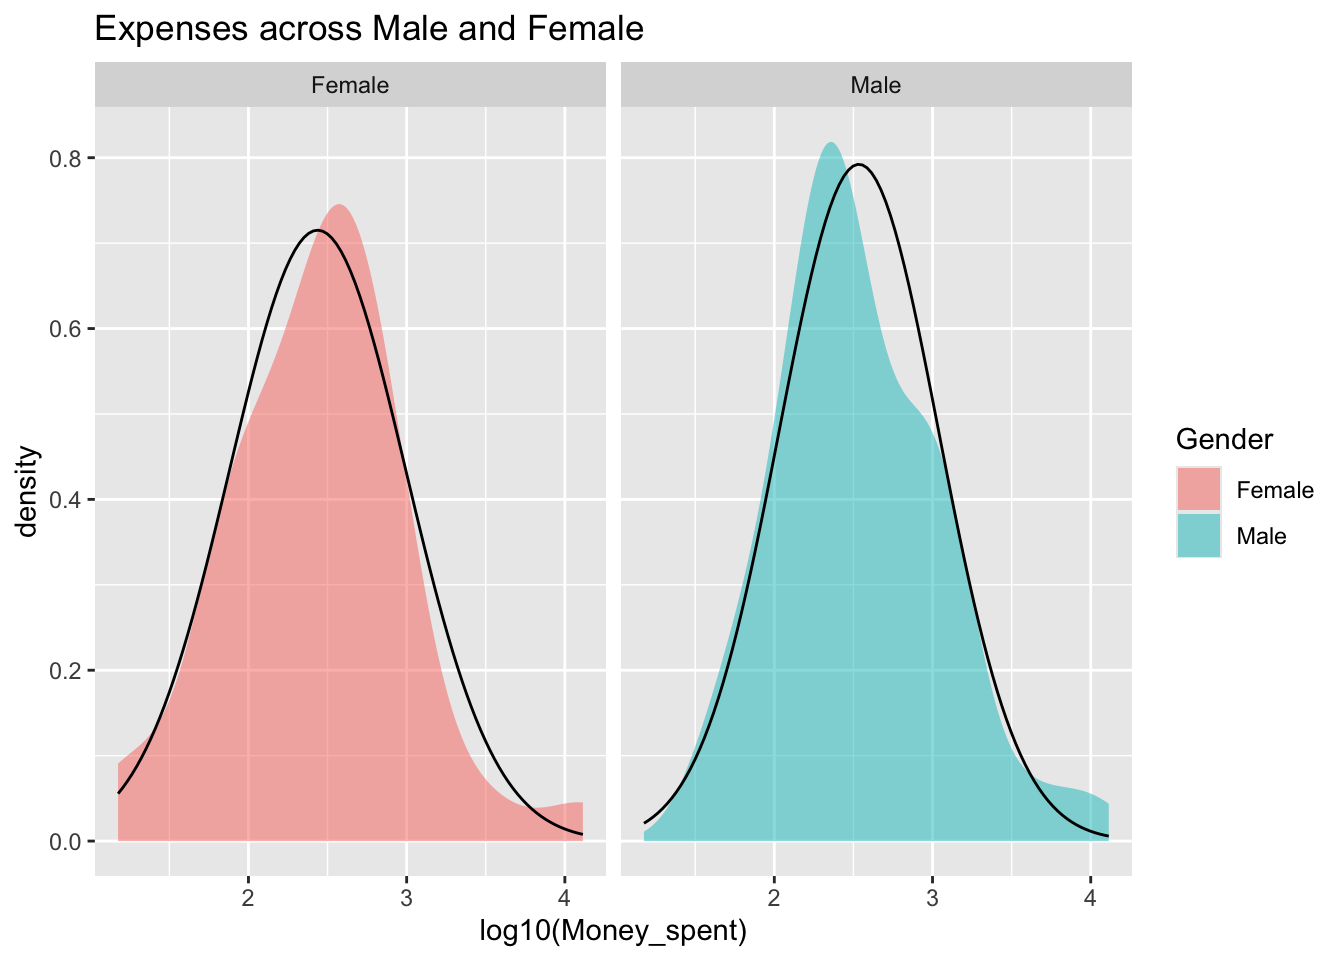 Expenses across Male and Female
Female
Male
0.8
0.6
0.4
0.2
0.0
density
2
3
4
2
3
4
log10(Money_spent)
Gender
Female
Male